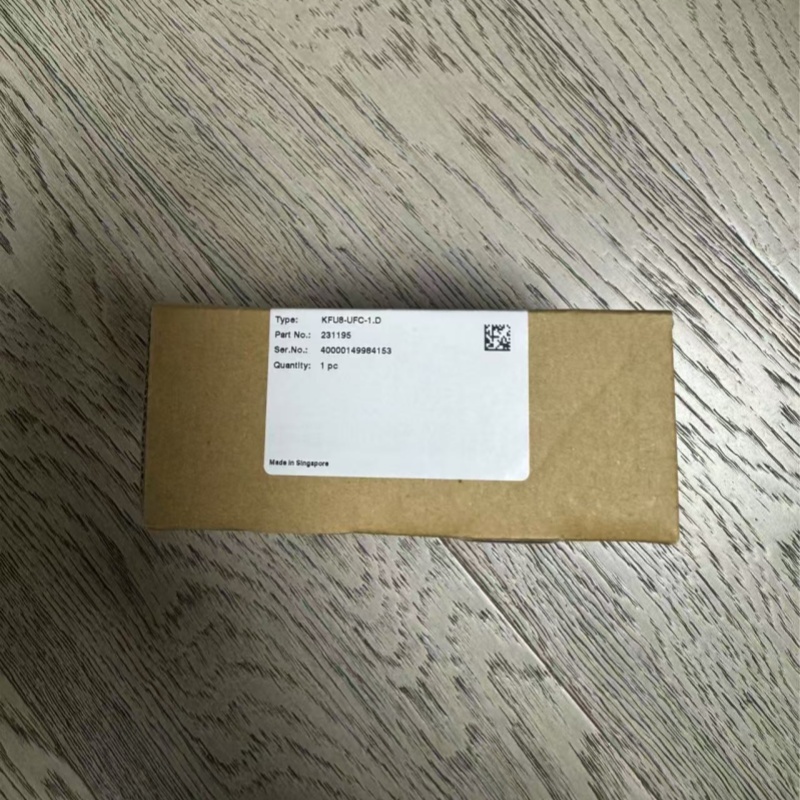 Type: KFU8-UFC-1.D
Part No.: 231195
Ser.No.: 40000149984153
Quantity: 1 pc
Made in Singapore